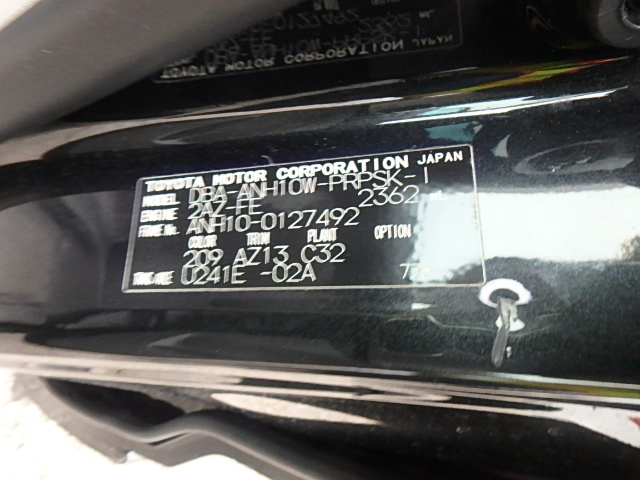 TOYOTA MOTOR CORPORATION JAPAN
MODEL DBA-ANH10W-PRPSK-I
ENGINE 2AZ-FE 2362 mL
FRAME No. ANH10-0127492
COLOR TRIM PLANT OPTION
209 AZ13 C32
TRANS/AXLE U241E -02A